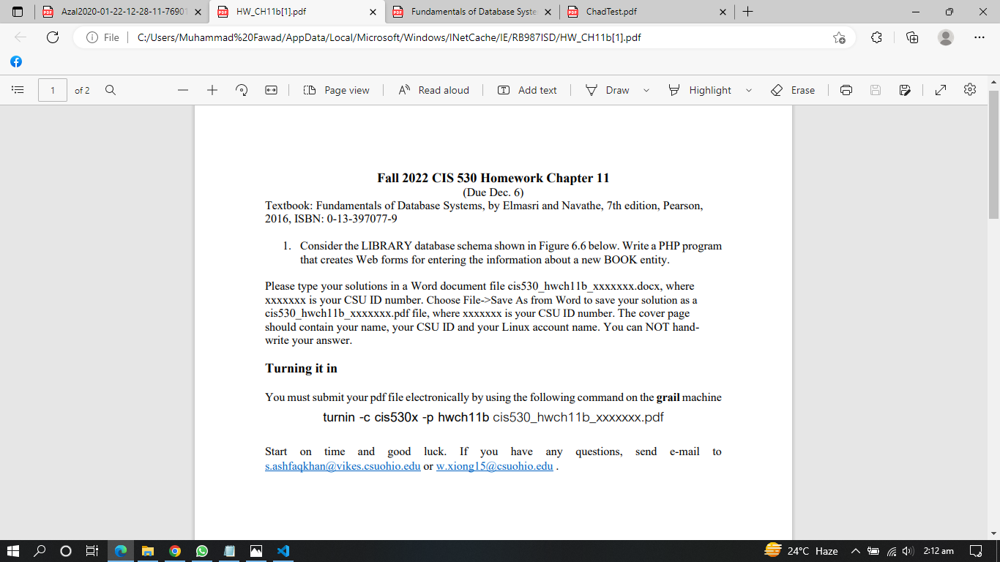 Azal2020-01-22-12-28-11-76901
HW_CH11b[1].pdf
Fundamentals of Database Syste
ChadTest.pdf
File
C:/Users/Muhammad%20Fawad/AppData/Local/Microsoft/Windows/INetCache/IE/RB987ISD/HW_CH11b[1].pdf
1 of 2
Page view
Read aloud
Add text
Draw
Highlight
Erase
Fall 2022 CIS 530 Homework Chapter 11
(Due Dec. 6)
Textbook: Fundamentals of Database Systems, by Elmasri and Navathe, 7th edition, Pearson,
2016, ISBN: 0-13-397077-9
1. Consider the LIBRARY database schema shown in Figure 6.6 below. Write a PHP program
that creates Web forms for entering the information about a new BOOK entity.
Please type your solutions in a Word document file cis530_hwch11b_xxxxxxx.docx, where
xxxxxxx is your CSU ID number. Choose File->Save As from Word to save your solution as a
cis530_hwch11b_xxxxxxx.pdf file, where xxxxxxx is your CSU ID number. The cover page
should contain your name, your CSU ID and your Linux account name. You can NOT hand-
write your answer.
Turning it in
You must submit your pdf file electronically by using the following command on the grail machine
turnin -c cis530x -p hwch11b cis530_hwch11b_xxxxxxx.pdf
Start on time and good luck. If you have any questions, send e-mail to
s.ashfaqkhan@vikes.csuohio.edu or w.xiong15@csuohio.edu .
24°C Haze
2:12 am